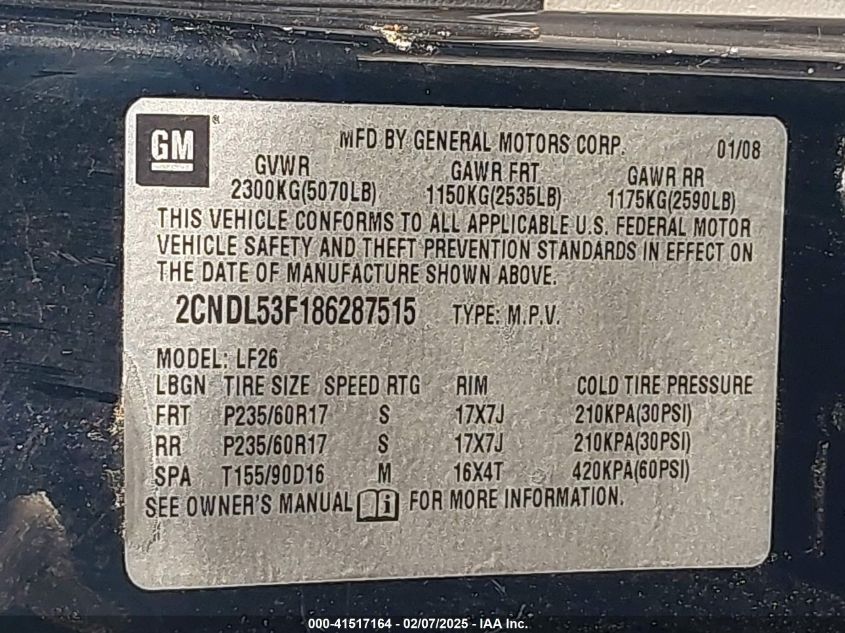 GM ®
MFD BY GENERAL MOTORS CORP. 01/08
GVWR GAWR FRT GAWR RR
2300KG(5070LB) 1150KG(2535LB) 1175KG(2590LB)
THIS VEHICLE CONFORMS TO ALL APPLICABLE U.S. FEDERAL MOTOR
VEHICLE SAFETY AND THEFT PREVENTION STANDARDS IN EFFECT ON
THE DATE OF MANUFACTURE SHOWN ABOVE.
2CNDL53F186287515 TYPE: M.P.V.
MODEL: LF26
LBGN TIRE SIZE SPEED RTG RIM COLD TIRE PRESSURE
FRT P235/60R17 S 17X7J 210KPA(30PSI)
RR P235/60R17 S 17X7J 210KPA(30PSI)
SPA T155/90D16 M 16X4T 420KPA(60PSI)
SEE OWNER'S MANUAL i FOR MORE INFORMATION.
000-41517164 - 02/07/2025 - IAA Inc.